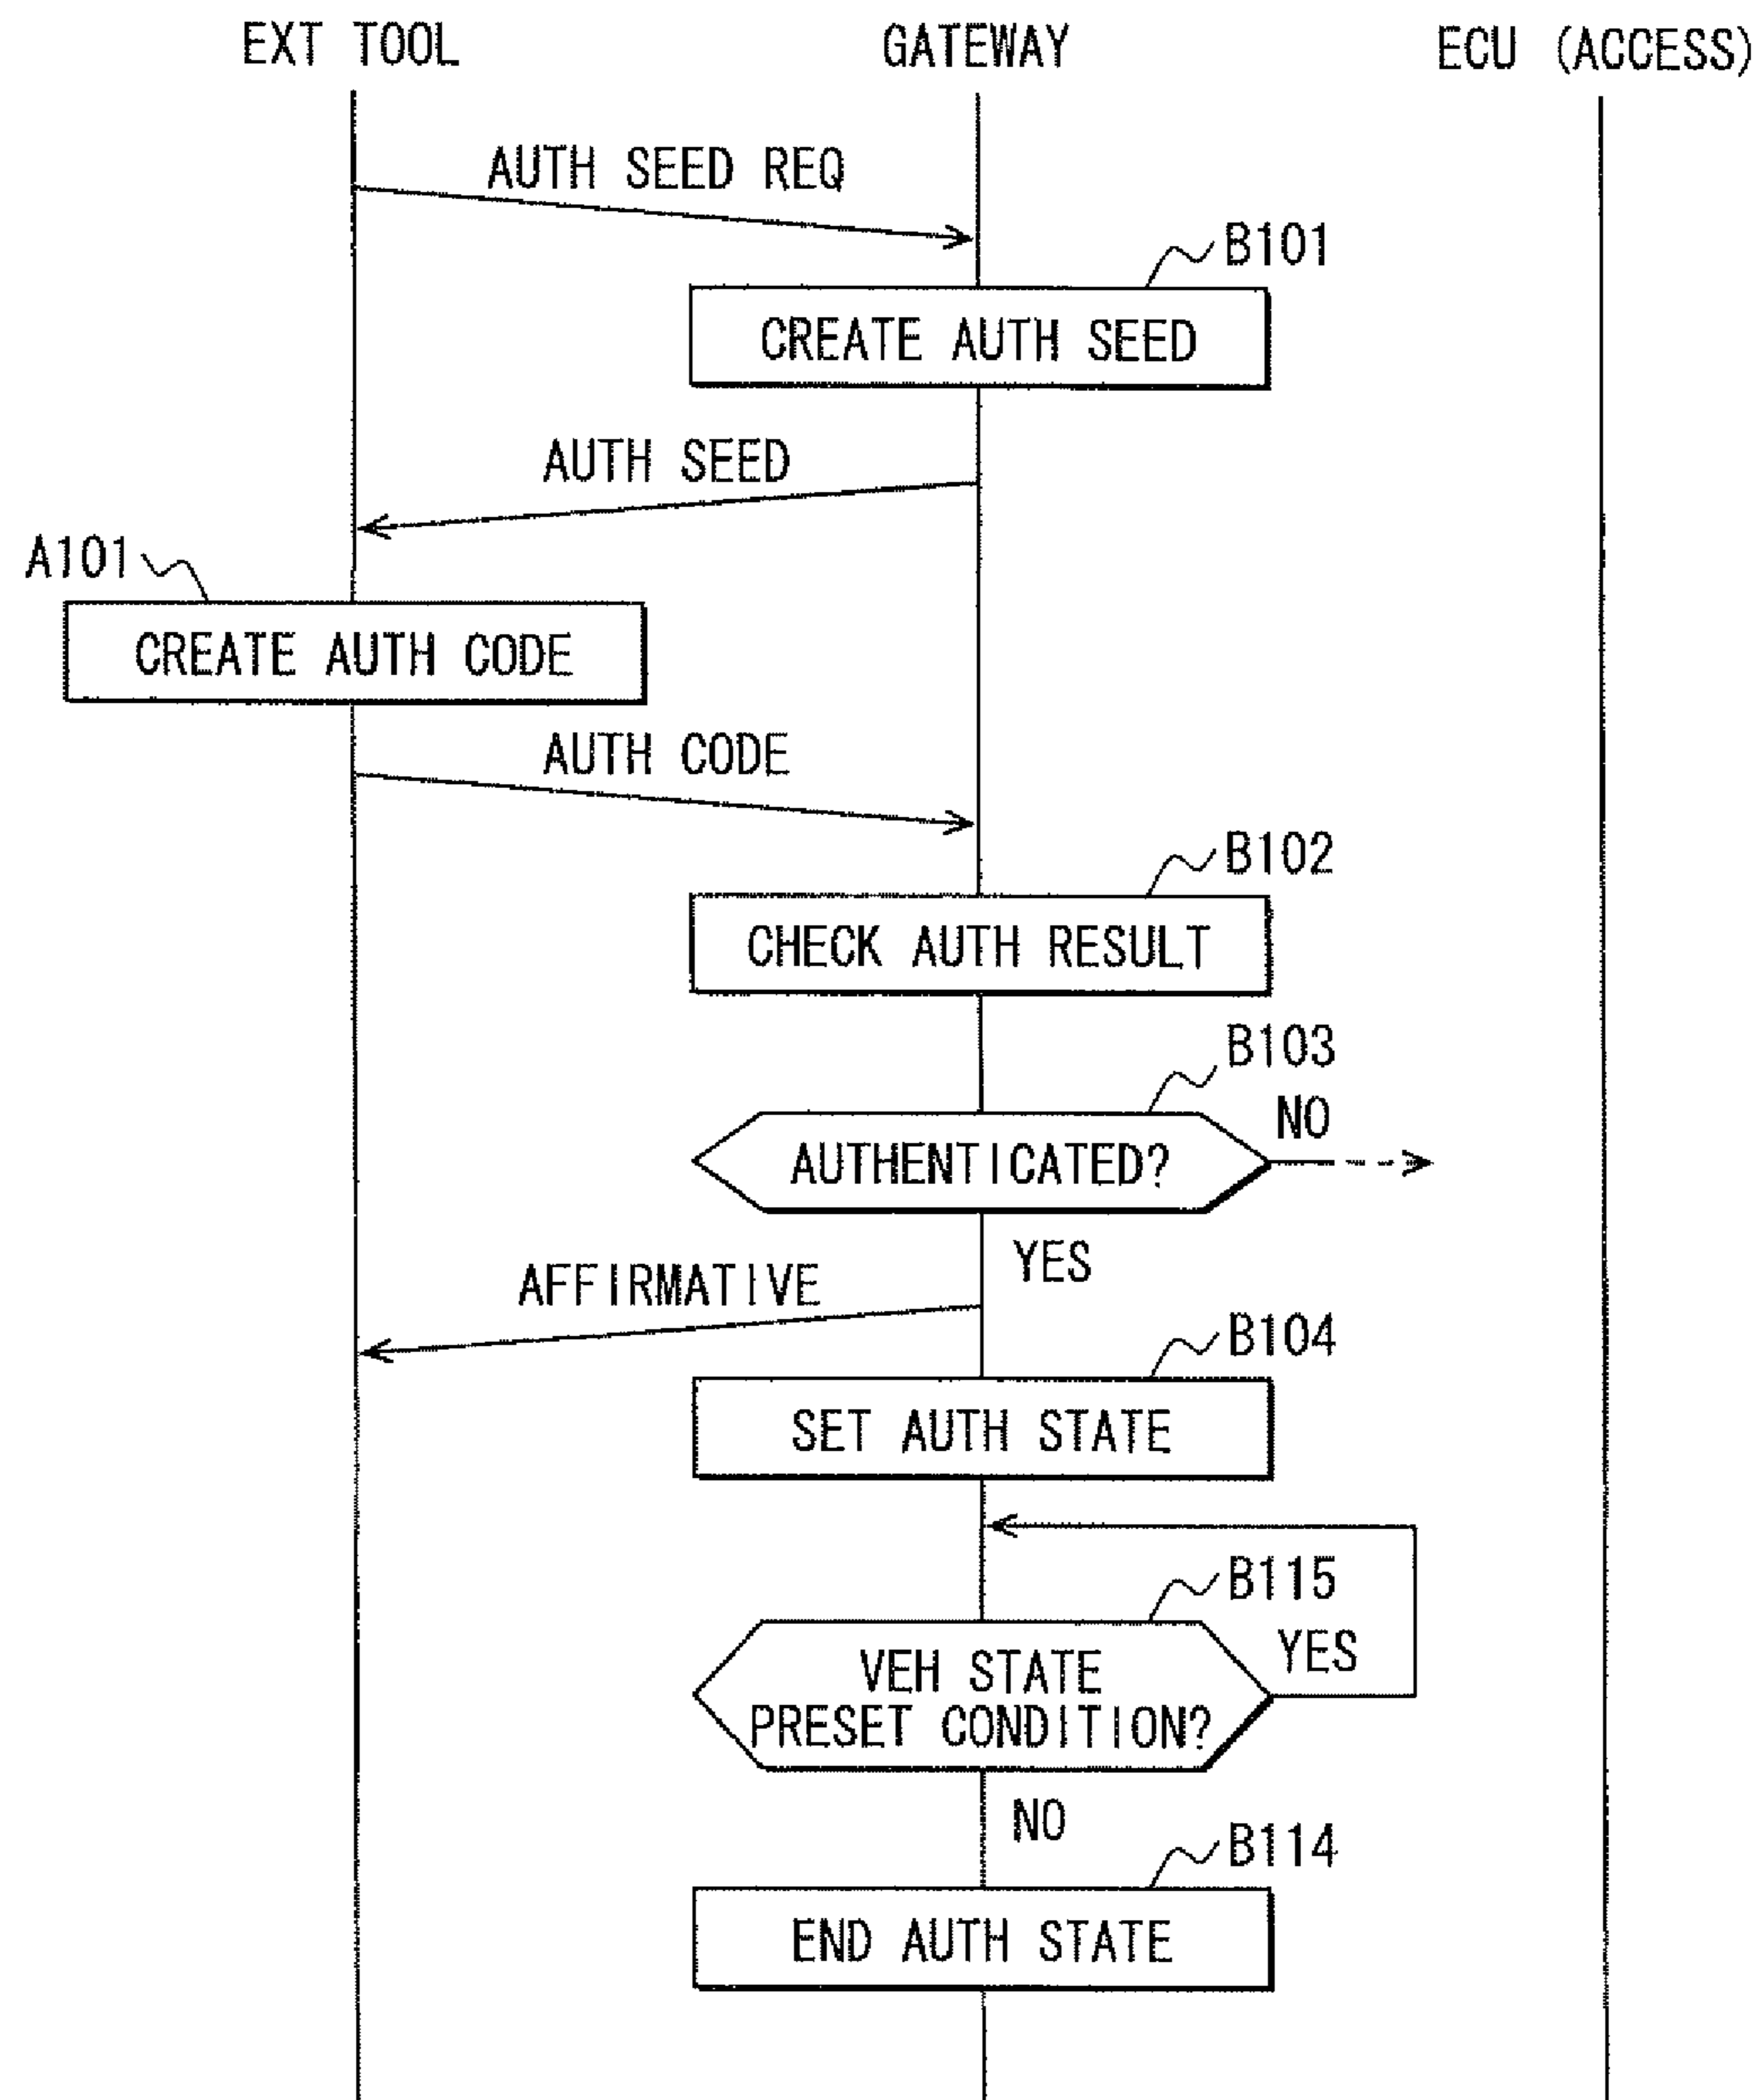 EXT TOOL
GATEWAY
ECU (ACCESS)
AUTH SEED REQ
B101
CREATE AUTH SEED
AUTH SEED
A101
CREATE AUTH CODE
AUTH CODE
B102
CHECK AUTH RESULT
B103
NO
AUTHENTICATED?
YES
AFFIRMATIVE
B104
SET AUTH STATE
B115
YES
VEH STATE
PRESET CONDITION?
NO
B114
END AUTH STATE